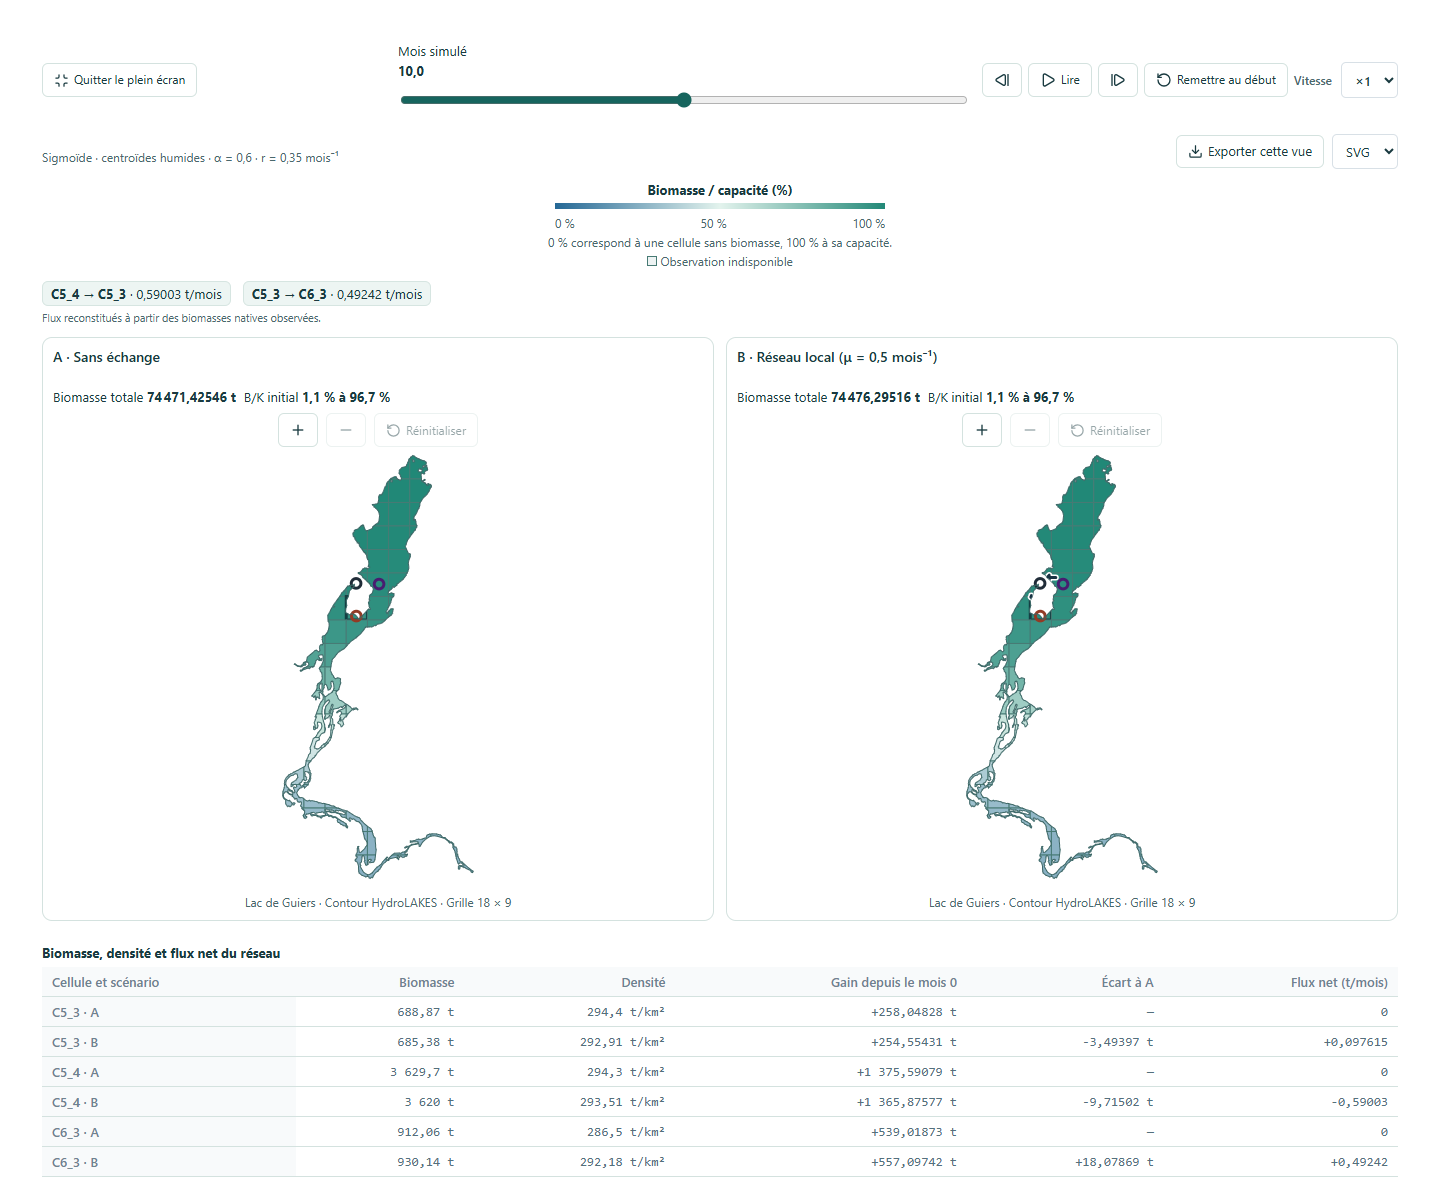 Quitter le plein écran
Mois simulé
10,0
Lire
Remettre au début
Vitesse
×1
Sigmoïde · centroïdes humides · α = 0,6 · r = 0,35 mois⁻¹
Exporter cette vue
SVG
Biomasse / capacité (%)
0 % 50 % 100 %
0 % correspond à une cellule sans biomasse, 100 % à sa capacité.
Observation indisponible
C5_4 → C5_3 · 0,59003 t/mois
C5_3 → C6_3 · 0,49242 t/mois
Flux reconstitués à partir des biomasses natives observées.
A · Sans échange
Biomasse totale 74 471,42546 t B/K initial 1,1 % à 96,7 %
+ − Réinitialiser
Lac de Guiers · Contour HydroLAKES · Grille 18 × 9
B · Réseau local (μ = 0,5 mois⁻¹)
Biomasse totale 74 476,29516 t B/K initial 1,1 % à 96,7 %
+ − Réinitialiser
Lac de Guiers · Contour HydroLAKES · Grille 18 × 9
Biomasse, densité et flux net du réseau
Cellule et scénario Biomasse Densité Gain depuis le mois 0 Écart à A Flux net (t/mois)
C5_3 · A 688,87 t 294,4 t/km² +258,04828 t — 0
C5_3 · B 685,38 t 292,91 t/km² +254,55431 t -3,49397 t +0,097615
C5_4 · A 3 629,7 t 294,3 t/km² +1 375,59079 t — 0
C5_4 · B 3 620 t 293,51 t/km² +1 365,87577 t -9,71502 t -0,59003
C6_3 · A 912,06 t 286,5 t/km² +539,01873 t — 0
C6_3 · B 930,14 t 292,18 t/km² +557,09742 t +18,07869 t +0,49242